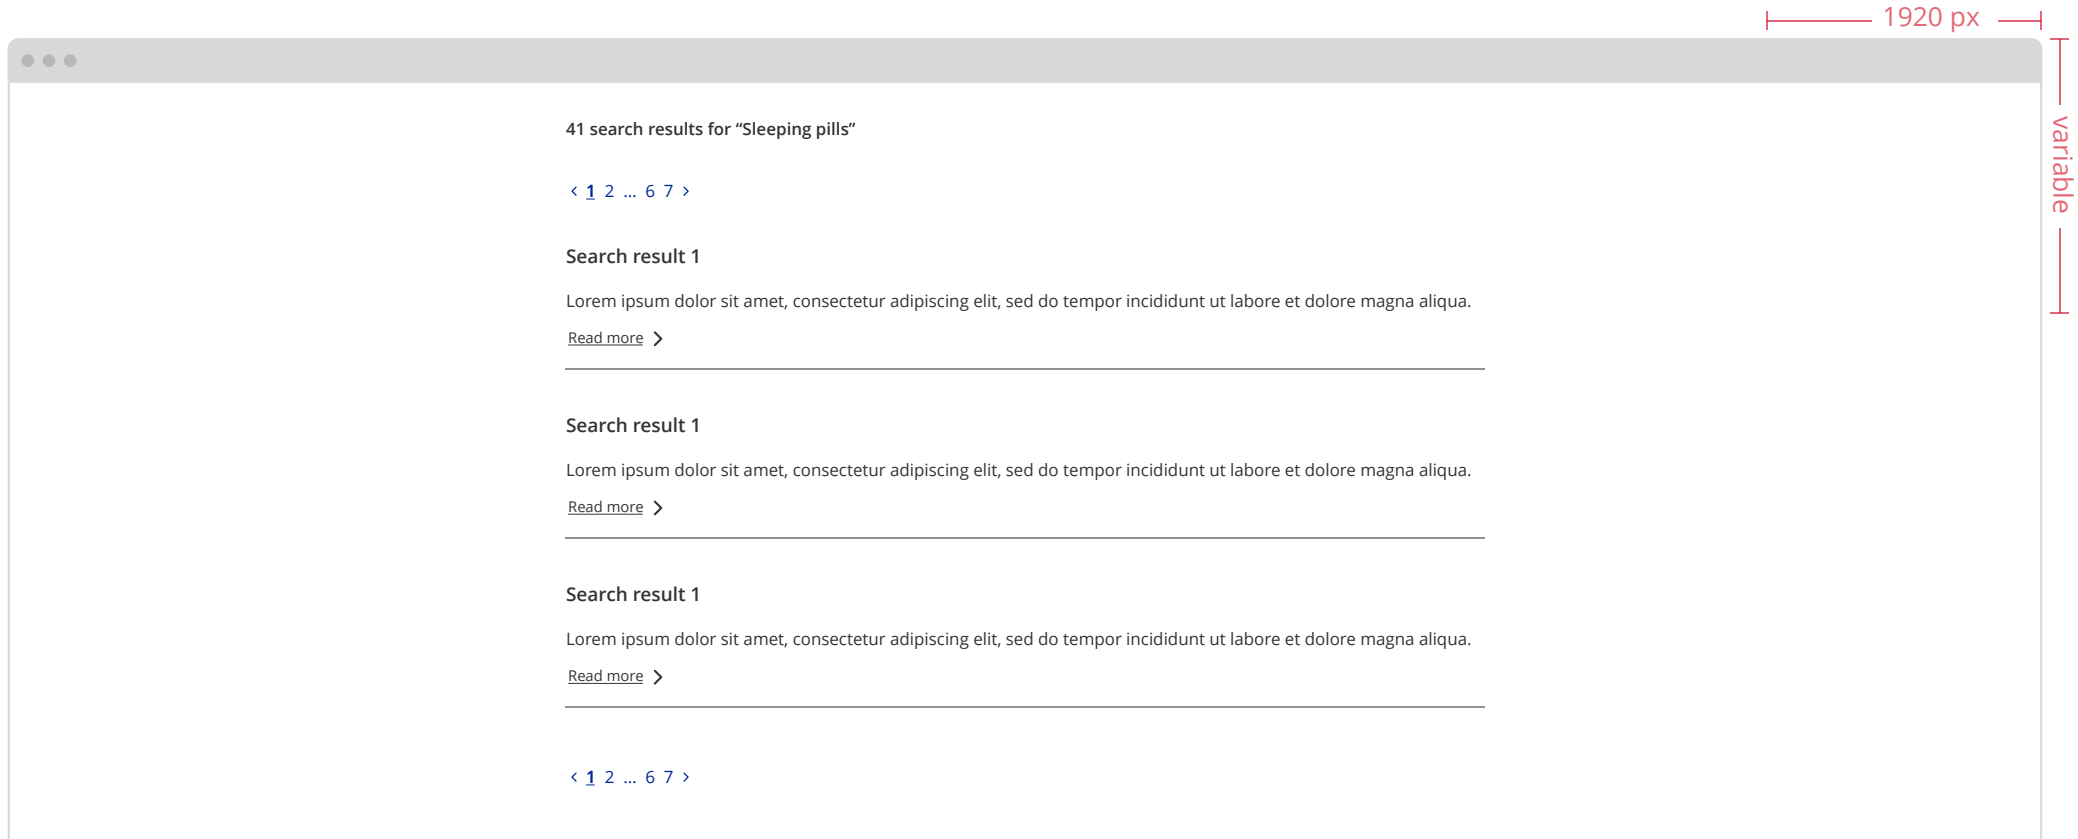 1920 px
variable
41 search results for “Sleeping pills”
‹ 1 2 ... 6 7 ›
Search result 1
Lorem ipsum dolor sit amet, consectetur adipiscing elit, sed do tempor incididunt ut labore et dolore magna aliqua.
Read more
Search result 1
Lorem ipsum dolor sit amet, consectetur adipiscing elit, sed do tempor incididunt ut labore et dolore magna aliqua.
Read more
Search result 1
Lorem ipsum dolor sit amet, consectetur adipiscing elit, sed do tempor incididunt ut labore et dolore magna aliqua.
Read more
‹ 1 2 ... 6 7 ›